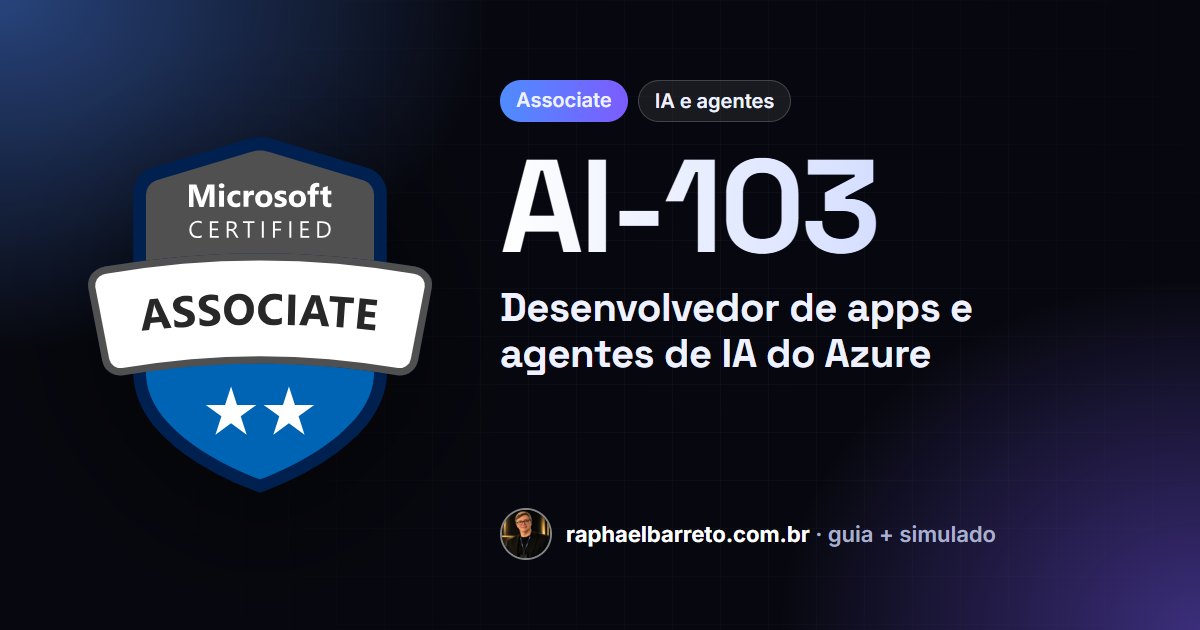 Microsoft
CERTIFIED
ASSOCIATE
Associate
IA e agentes
AI-103
Desenvolvedor de apps e
agentes de IA do Azure
raphaelbarreto.com.br · guia + simulado